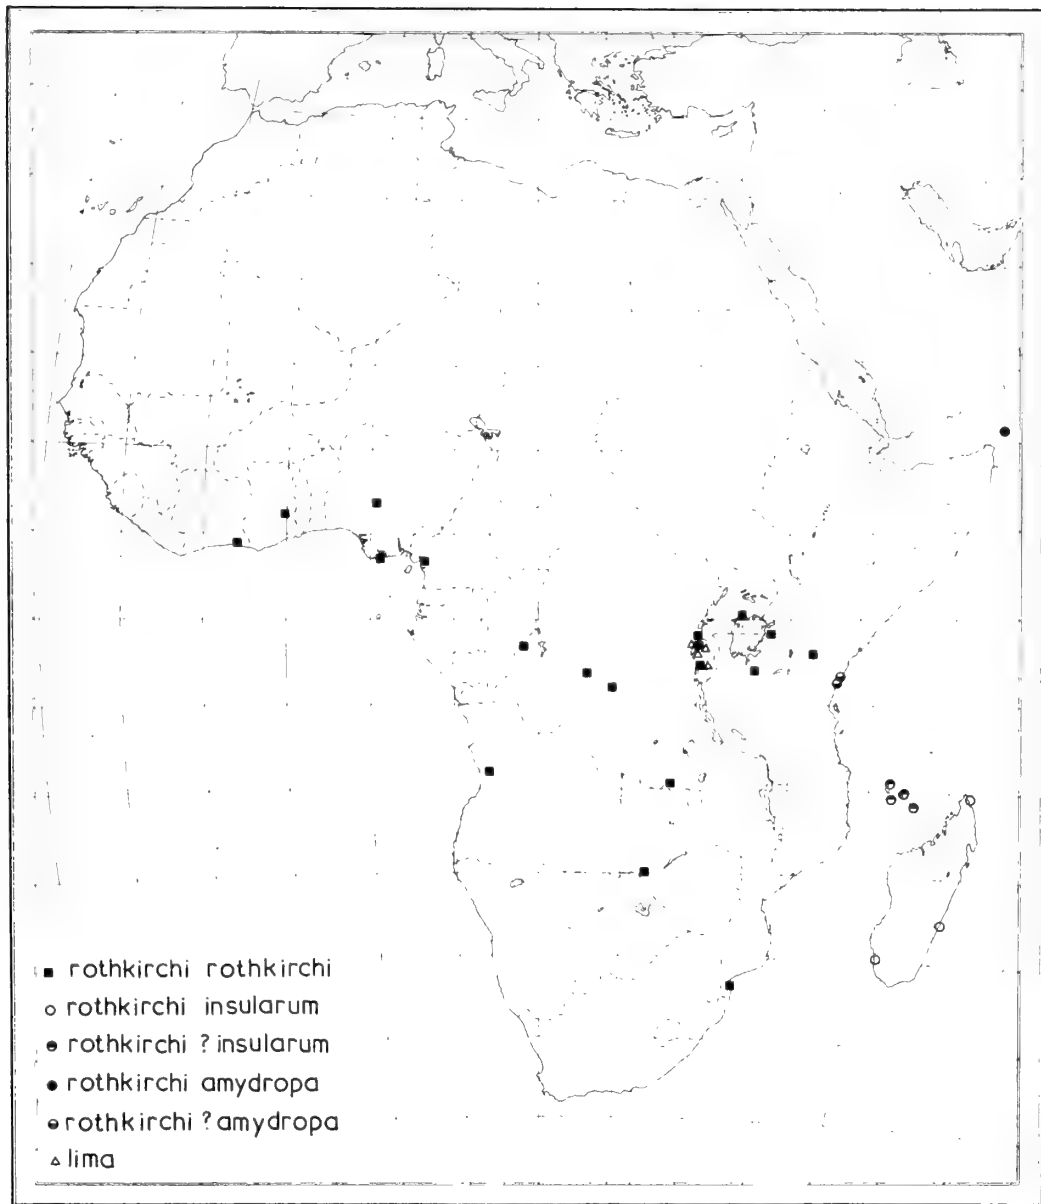 rothkirchi rothkirchi
rothkirchi insularum
rothkirchi ? insularum
rothkirchi amydropa
rothkirchi ? amydropa
lima